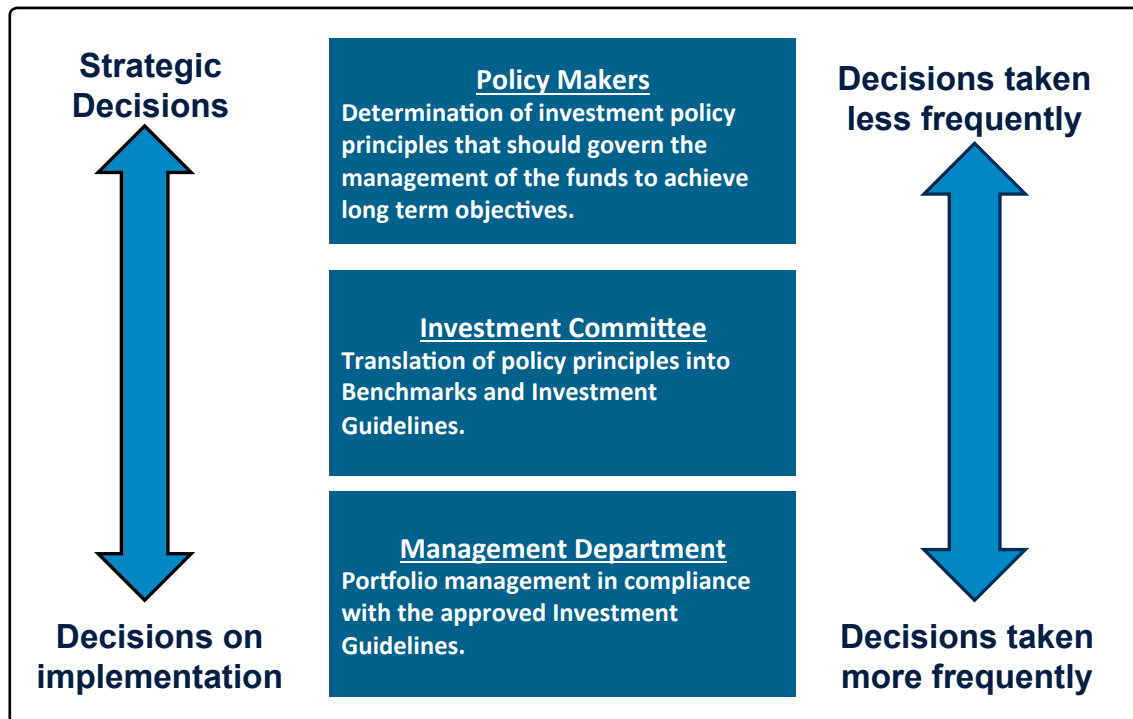 Strategic
Decisions
Decisions on
implementation
Policy Makers
Determination of investment policy
principles that should govern the
management of the funds to achieve
long term objectives.
Investment Committee
Translation of policy principles into
Benchmarks and Investment
Guidelines.
Management Department
Portfolio management in compliance
with the approved Investment
Guidelines.
Decisions taken
less frequently
Decisions taken
more frequently